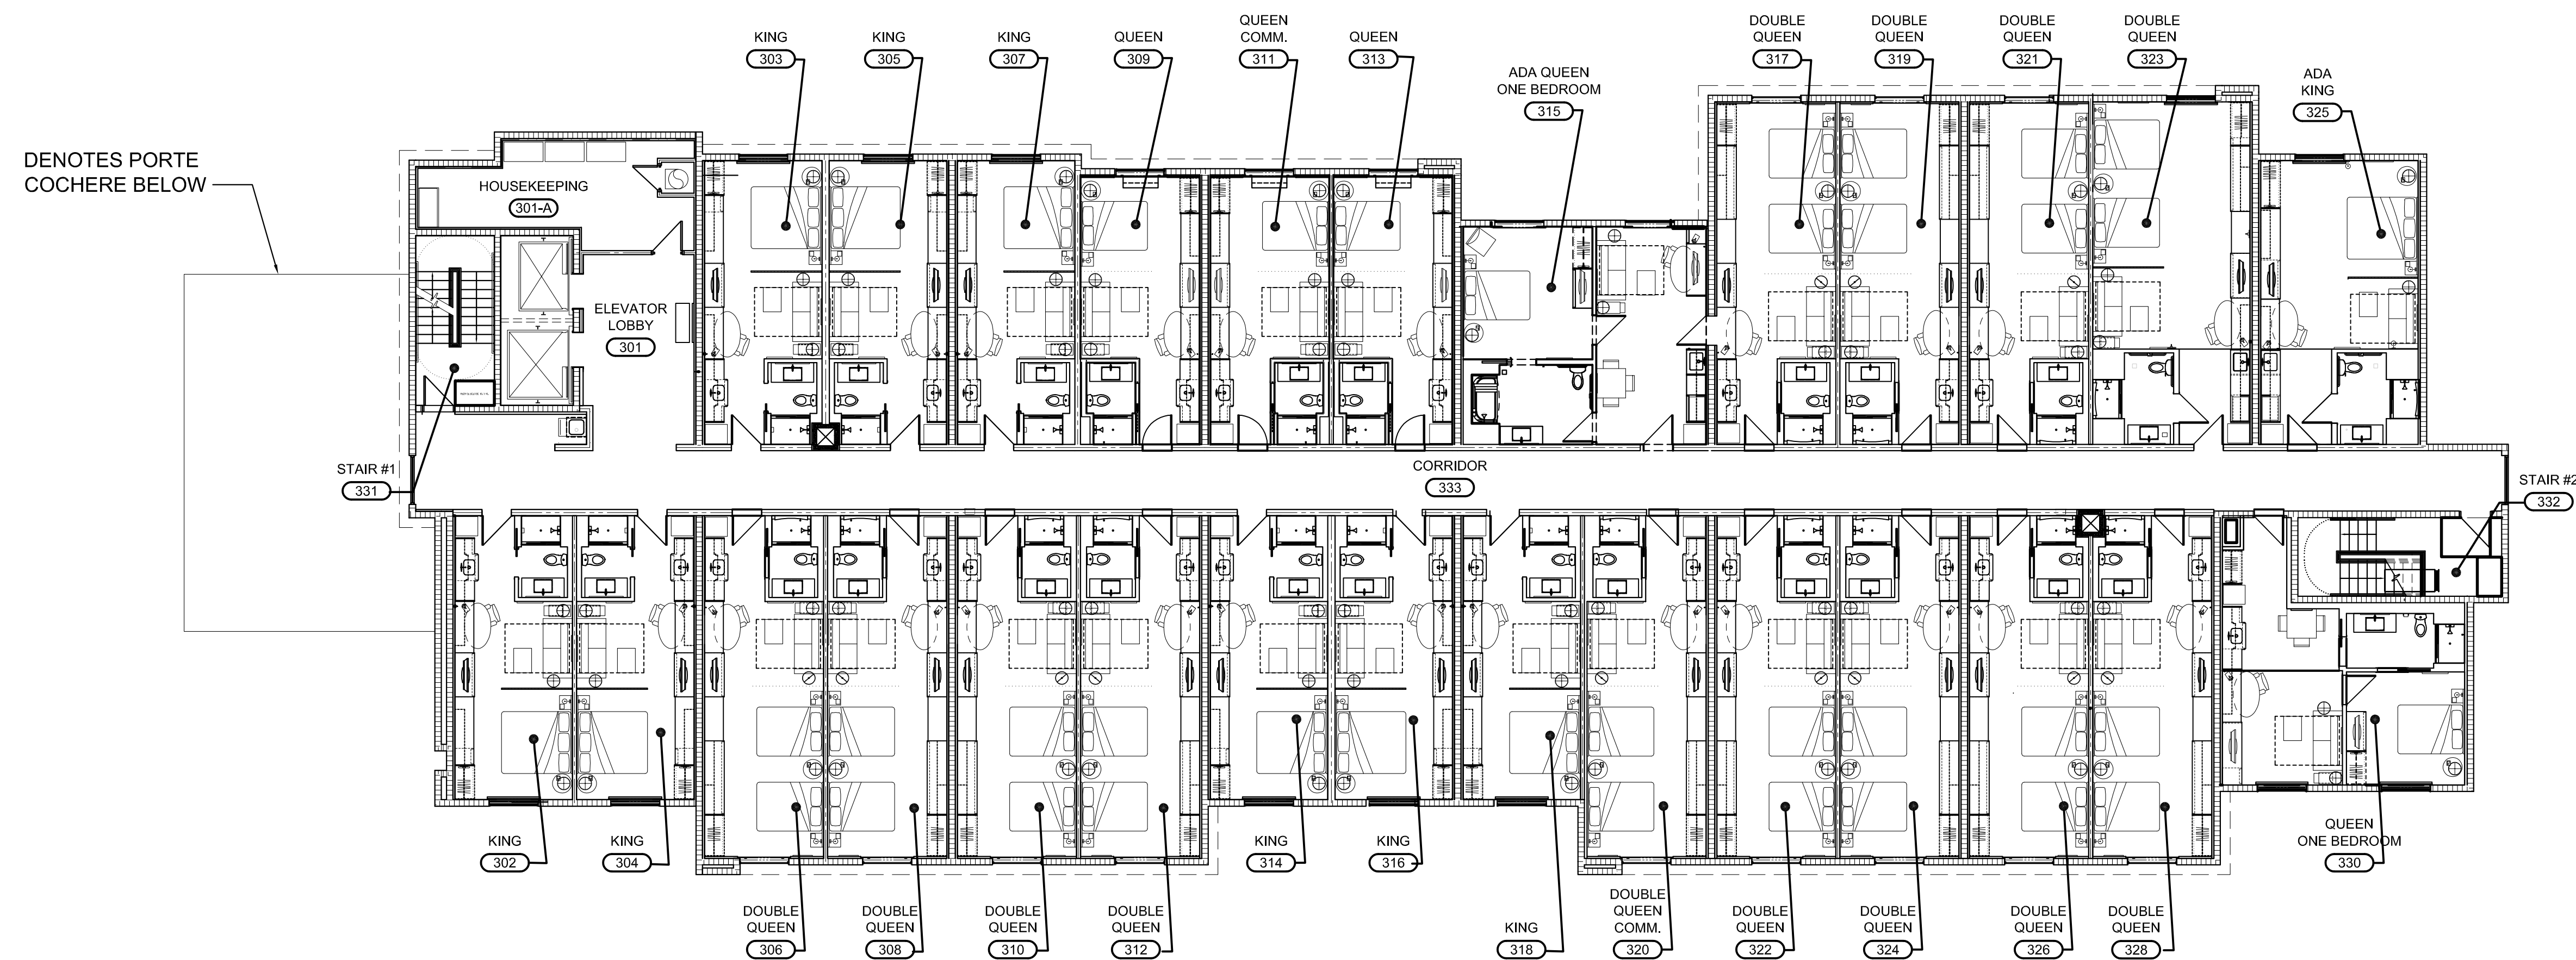 KING
303
KING
305
KING
307
QUEEN
309
QUEEN
COMM.
311
QUEEN
313
ADA QUEEN
ONE BEDROOM
315
DOUBLE
QUEEN
317
DOUBLE
QUEEN
319
DOUBLE
QUEEN
321
DOUBLE
QUEEN
323
ADA
KING
325
DENOTES PORTE
COCHERE BELOW
HOUSEKEEPING
301-A
ELEVATOR
LOBBY
301
STAIR #1
331
CORRIDOR
333
STAIR #2
332
KING
302
KING
304
DOUBLE
QUEEN
306
DOUBLE
QUEEN
308
DOUBLE
QUEEN
310
DOUBLE
QUEEN
312
KING
314
KING
316
KING
318
DOUBLE
QUEEN
COMM.
320
DOUBLE
QUEEN
322
DOUBLE
QUEEN
324
DOUBLE
QUEEN
326
DOUBLE
QUEEN
328
QUEEN
ONE BEDROOM
330